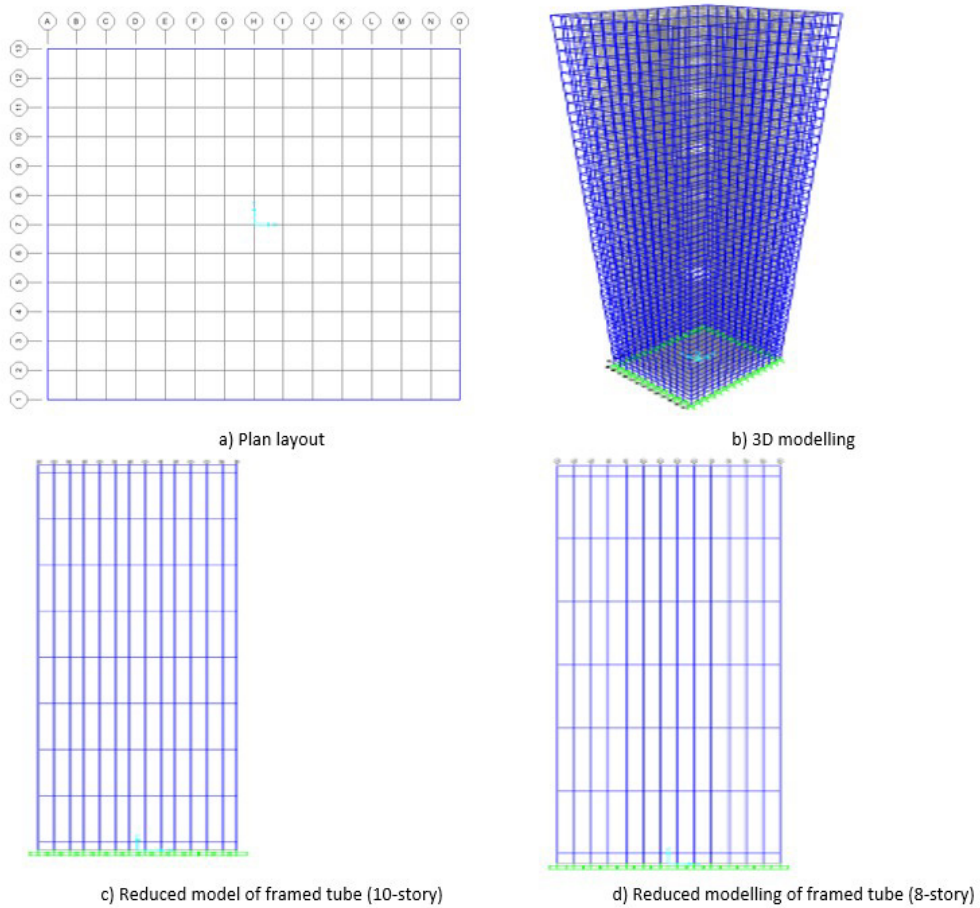 A B C D E F G H I J K L M N O
13
12
11
10
9
8
7
6
5
4
3
2
1
a) Plan layout
b) 3D modelling
c) Reduced model of framed tube (10-story)
d) Reduced modelling of framed tube (8-story)